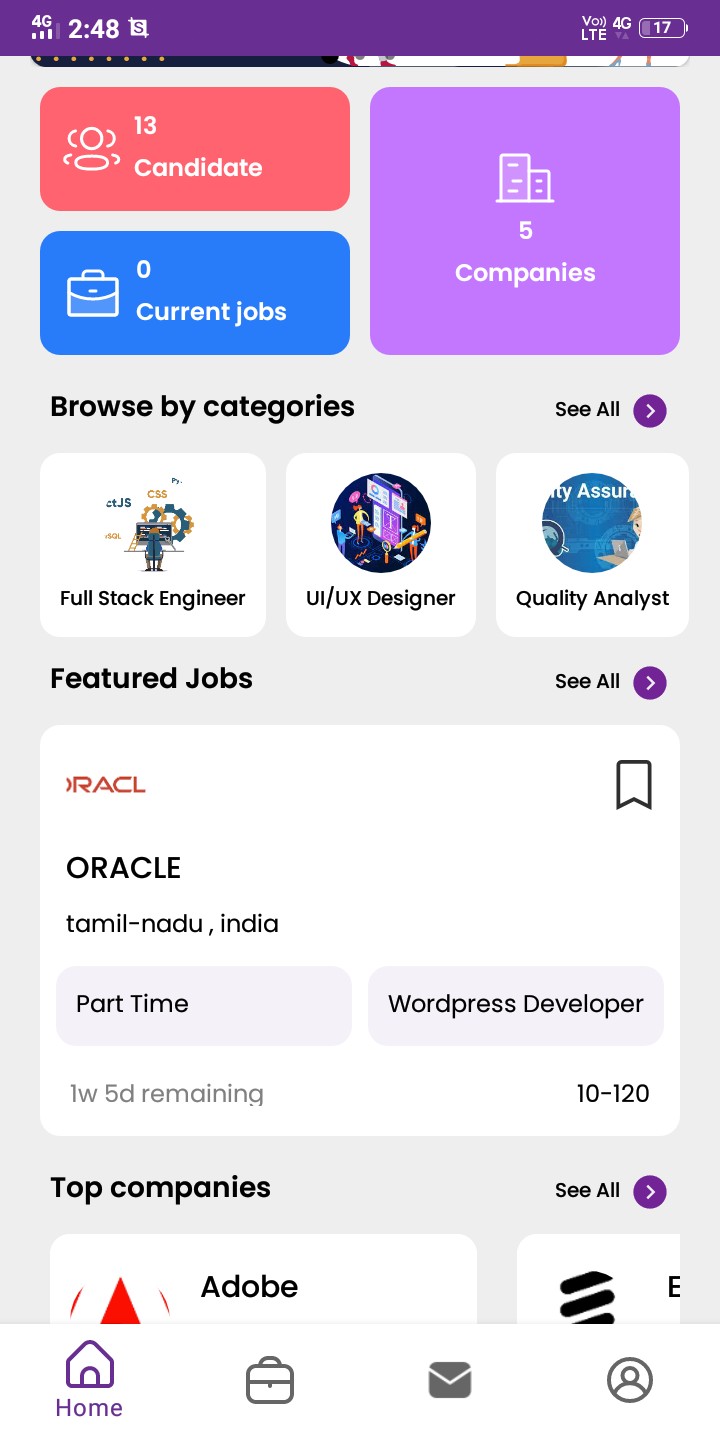 4G 2:48 Vo)) LTE 4G 17
13
Candidate
0
Current jobs
5
Companies
Browse by categories
See All
ctJS
CSS
Py.
SQL
Full Stack Engineer
UI/UX Designer
ity Assur
Quality Analyst
Featured Jobs
See All
ORACL
ORACLE
tamil-nadu , india
Part Time
Wordpress Developer
1w 5d remaining
10-120
Top companies
See All
Adobe
E
Home